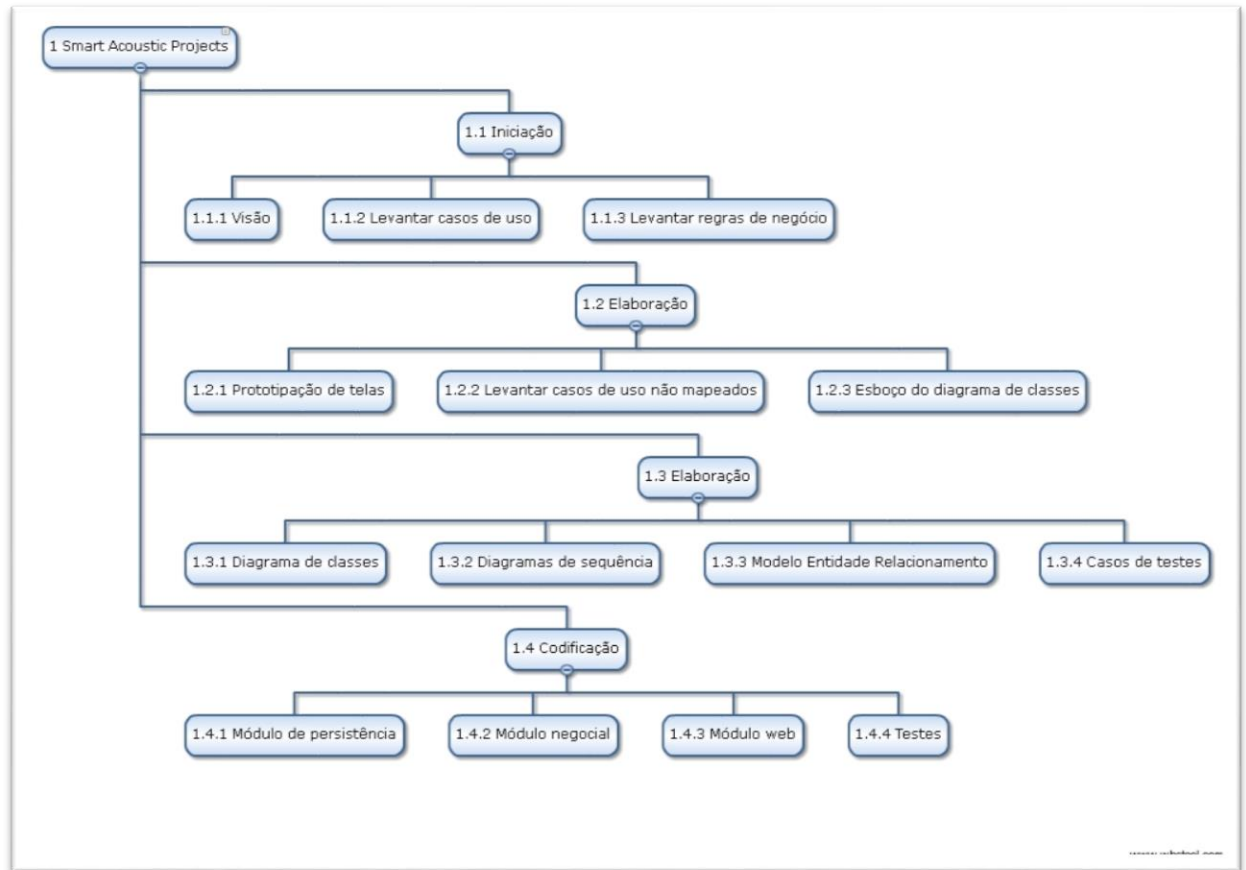 1 Smart Acoustic Projects
1.1 Iniciação
1.1.1 Visão
1.1.2 Levantar casos de uso
1.1.3 Levantar regras de negócio
1.2 Elaboração
1.2.1 Prototipação de telas
1.2.2 Levantar casos de uso não mapeados
1.2.3 Esboço do diagrama de classes
1.3 Elaboração
1.3.1 Diagrama de classes
1.3.2 Diagramas de sequência
1.3.3 Modelo Entidade Relacionamento
1.3.4 Casos de testes
1.4 Codificação
1.4.1 Módulo de persistência
1.4.2 Módulo negocial
1.4.3 Módulo web
1.4.4 Testes